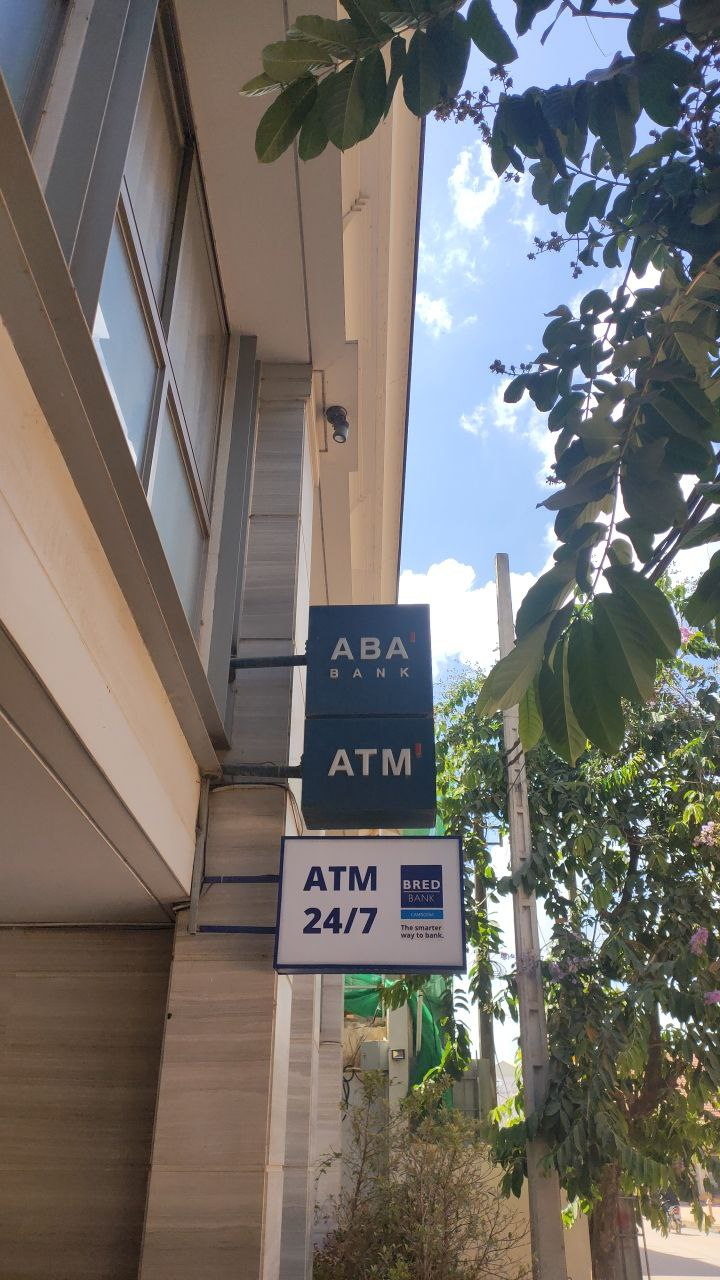 ABA'
BANK
ATM'
ATM
24/7
BRED
BANK
CAMBODIA
The smarter
way to bank.